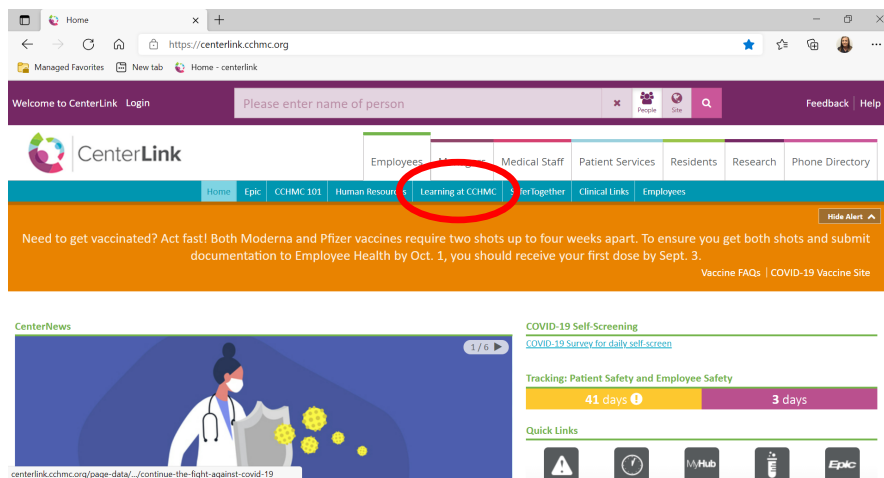 Home
https://centerlink.cchmc.org
Managed Favorites New tab Home - centerlink
Welcome to CenterLink Login Please enter name of person People Site Feedback Help
CenterLink
Employees Managers Medical Staff Patient Services Residents Research Phone Directory
Home Epic CCHMC 101 Human Resources Learning at CCHMC SaferTogether Clinical Links Employees
Hide Alert
Need to get vaccinated? Act fast! Both Moderna and Pfizer vaccines require two shots up to four weeks apart. To ensure you get both shots and submit
documentation to Employee Health by Oct. 1, you should receive your first dose by Sept. 3.
Vaccine FAQs | COVID-19 Vaccine Site
CenterNews
1 / 6
COVID-19 Self-Screening
COVID-19 Survey for daily self-screen
Tracking: Patient Safety and Employee Safety
41 days 3 days
Quick Links
MyHub Epic
centerlink.cchmc.org/page-data/.../continue-the-fight-against-covid-19